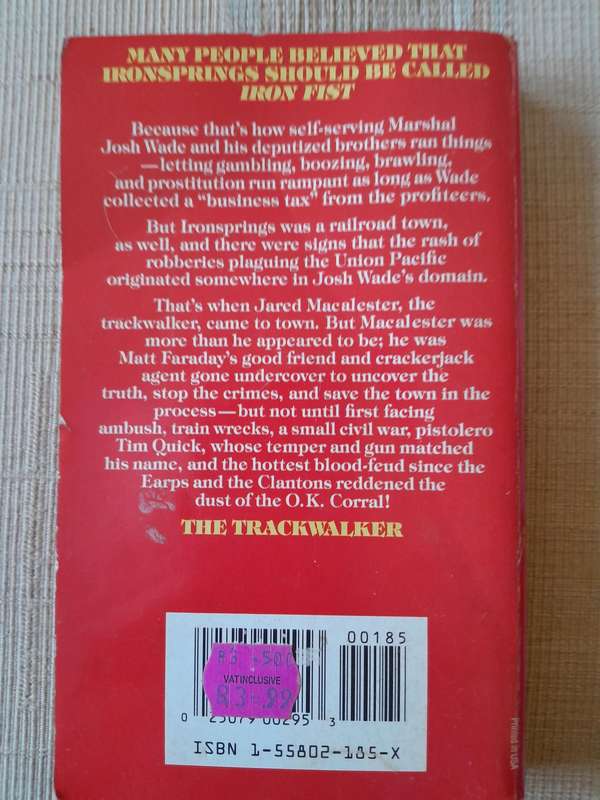 MANY PEOPLE BELIEVED THAT
IRONSPRINGS SHOULD BE CALLED
IRON FIST
Because that's how self-serving Marshal
Josh Wade and his deputized brothers ran things
—letting gambling, boozing, brawling,
and prostitution run rampant as long as Wade
collected a "business tax" from the profiteers.
But Ironsprings was a railroad town,
as well, and there were signs that the rash of
robberies plaguing the Union Pacific
originated somewhere in Josh Wade's domain.
That's when Jared Macalester, the
trackwalker, came to town. But Macalester was
more than he appeared to be; he was
Matt Faraday's good friend and crackerjack
agent gone undercover to uncover the
truth, stop the crimes, and save the town in the
process—but not until first facing
ambush, train wrecks, a small civil war, pistolero
Tim Quick, whose temper and gun matched
his name, and the hottest blood-feud since the
Earps and the Clantons reddened the
dust of the O.K. Corral!
THE TRACKWALKER
00185
VAT INCLUSIVE
0 25079 00295 3
ISBN 1-55802-185-X
Printed in USA